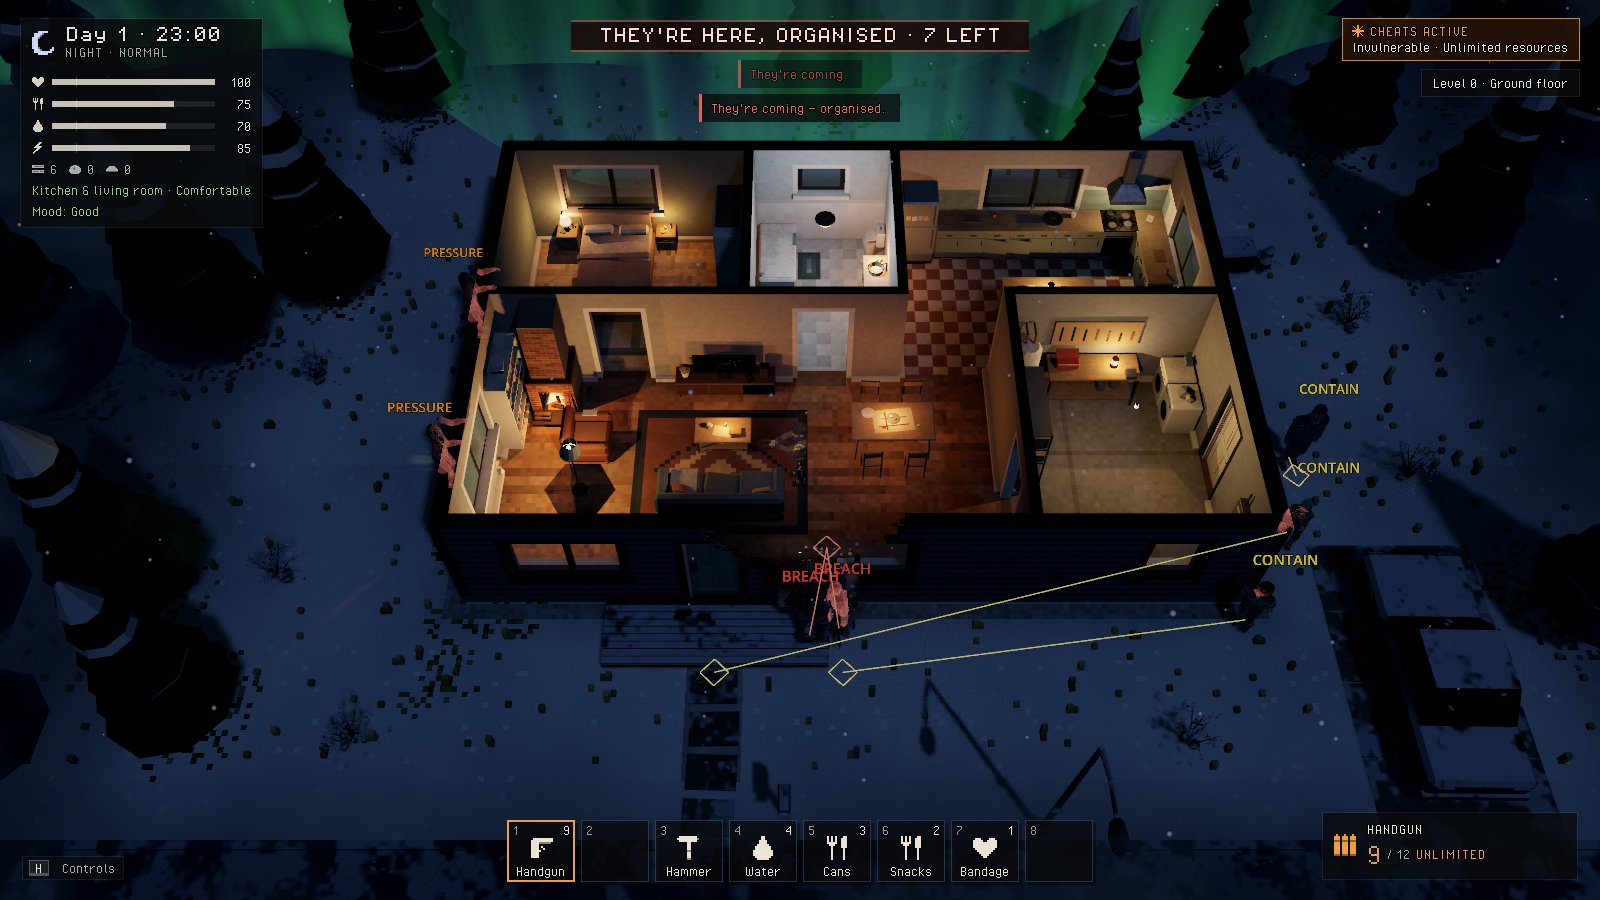 Day 1 · 23:00
NIGHT · NORMAL
100
75
70
85
6 0 0
Kitchen & living room · Comfortable
Mood: Good
THEY'RE HERE, ORGANISED · 7 LEFT
They're coming.
They're coming — organised.
CHEATS ACTIVE
Invulnerable · Unlimited resources
Level 0 · Ground floor
PRESSURE
PRESSURE
CONTAIN
CONTAIN
CONTAIN
BREACH
BREACH
H Controls
1 9 Handgun
2
3 Hammer
4 4 Water
5 3 Cans
6 2 Snacks
7 1 Bandage
8
HANDGUN
9 / 12 UNLIMITED